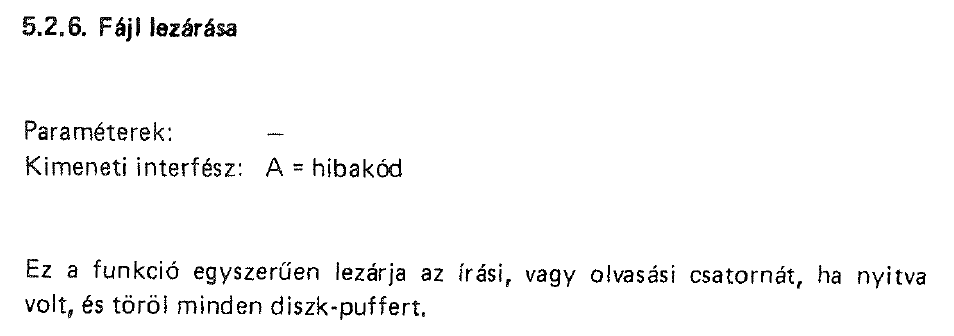 5.2.6. Fájl lezárása
Paraméterek: —
Kimeneti interfész: A = hibakód
Ez a funkció egyszerűen lezárja az írási, vagy olvasási csatornát, ha nyitva
volt, és töröl minden diszk-puffert.